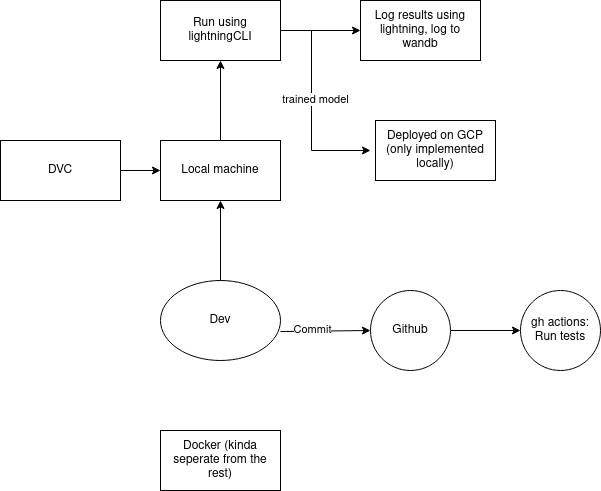 Run using
lightningCLI
Log results using
lightning, log to
wandb
trained model
Deployed on GCP
(only implemented
locally)
DVC
Local machine
Dev
Commit
Github
gh actions:
Run tests
Docker (kinda
seperate from the
rest)